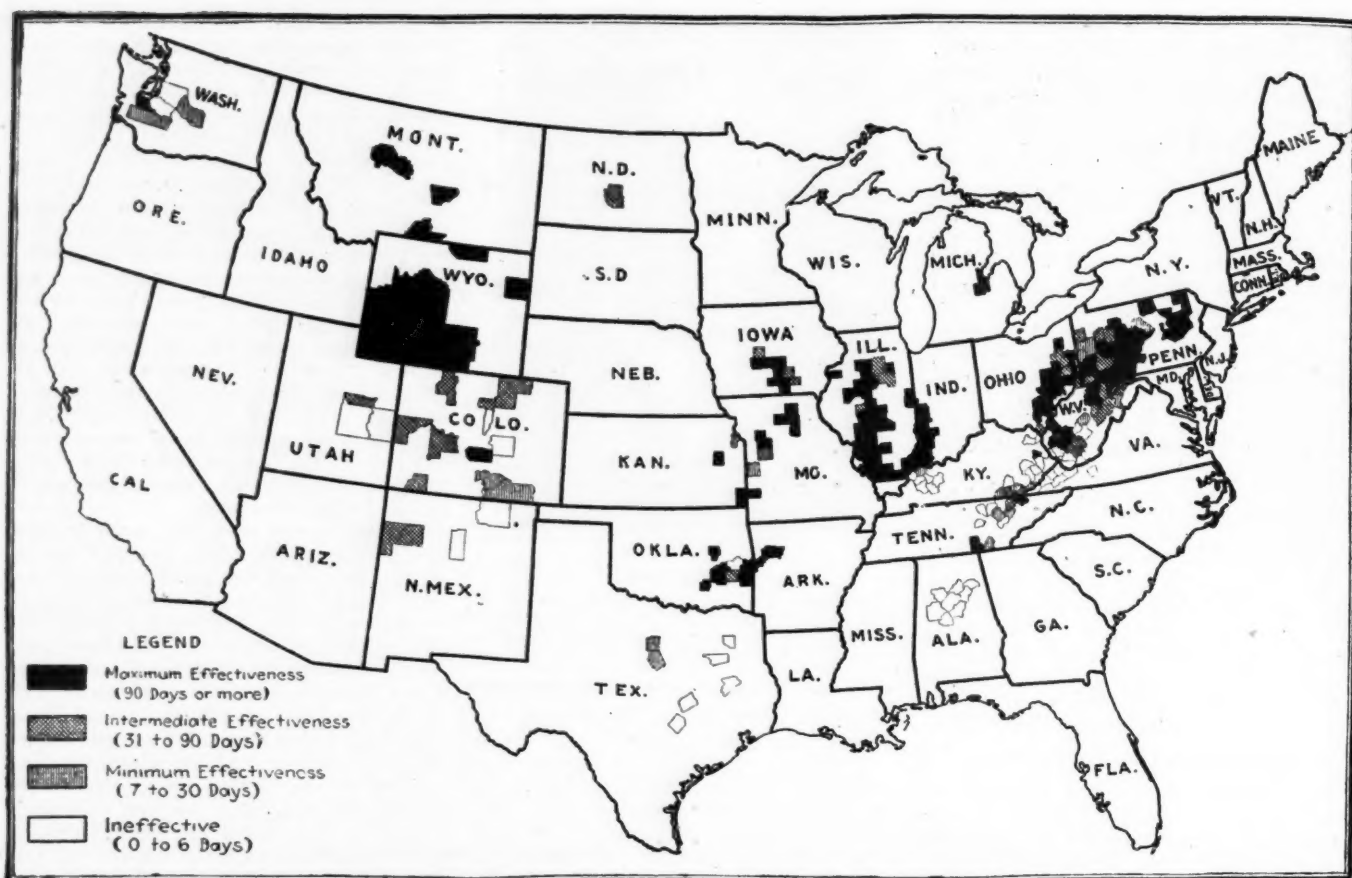 WASH.
MONT.
N.D.
MINN.
MAINE
ORE.
IDAHO
WYO.
S.D
WIS.
MICH.
VT.
N.H.
N.Y.
MASS.
CONN.
NEV.
UTAH
COLO.
NEB.
IOWA
ILL.
IND.
OHIO
PENN.
N.J.
MD.
W.V.
VA.
CAL
KAN.
MO.
KY.
ARIZ.
N.MEX.
OKLA.
ARK.
TENN.
N.C.
S.C.
TEX.
LA.
MISS.
ALA.
GA.
FLA.
LEGEND
Maximum Effectiveness
(90 Days or more)
Intermediate Effectiveness
(31 to 90 Days)
Minimum Effectiveness
(7 to 30 Days)
Ineffective
(0 to 6 Days)